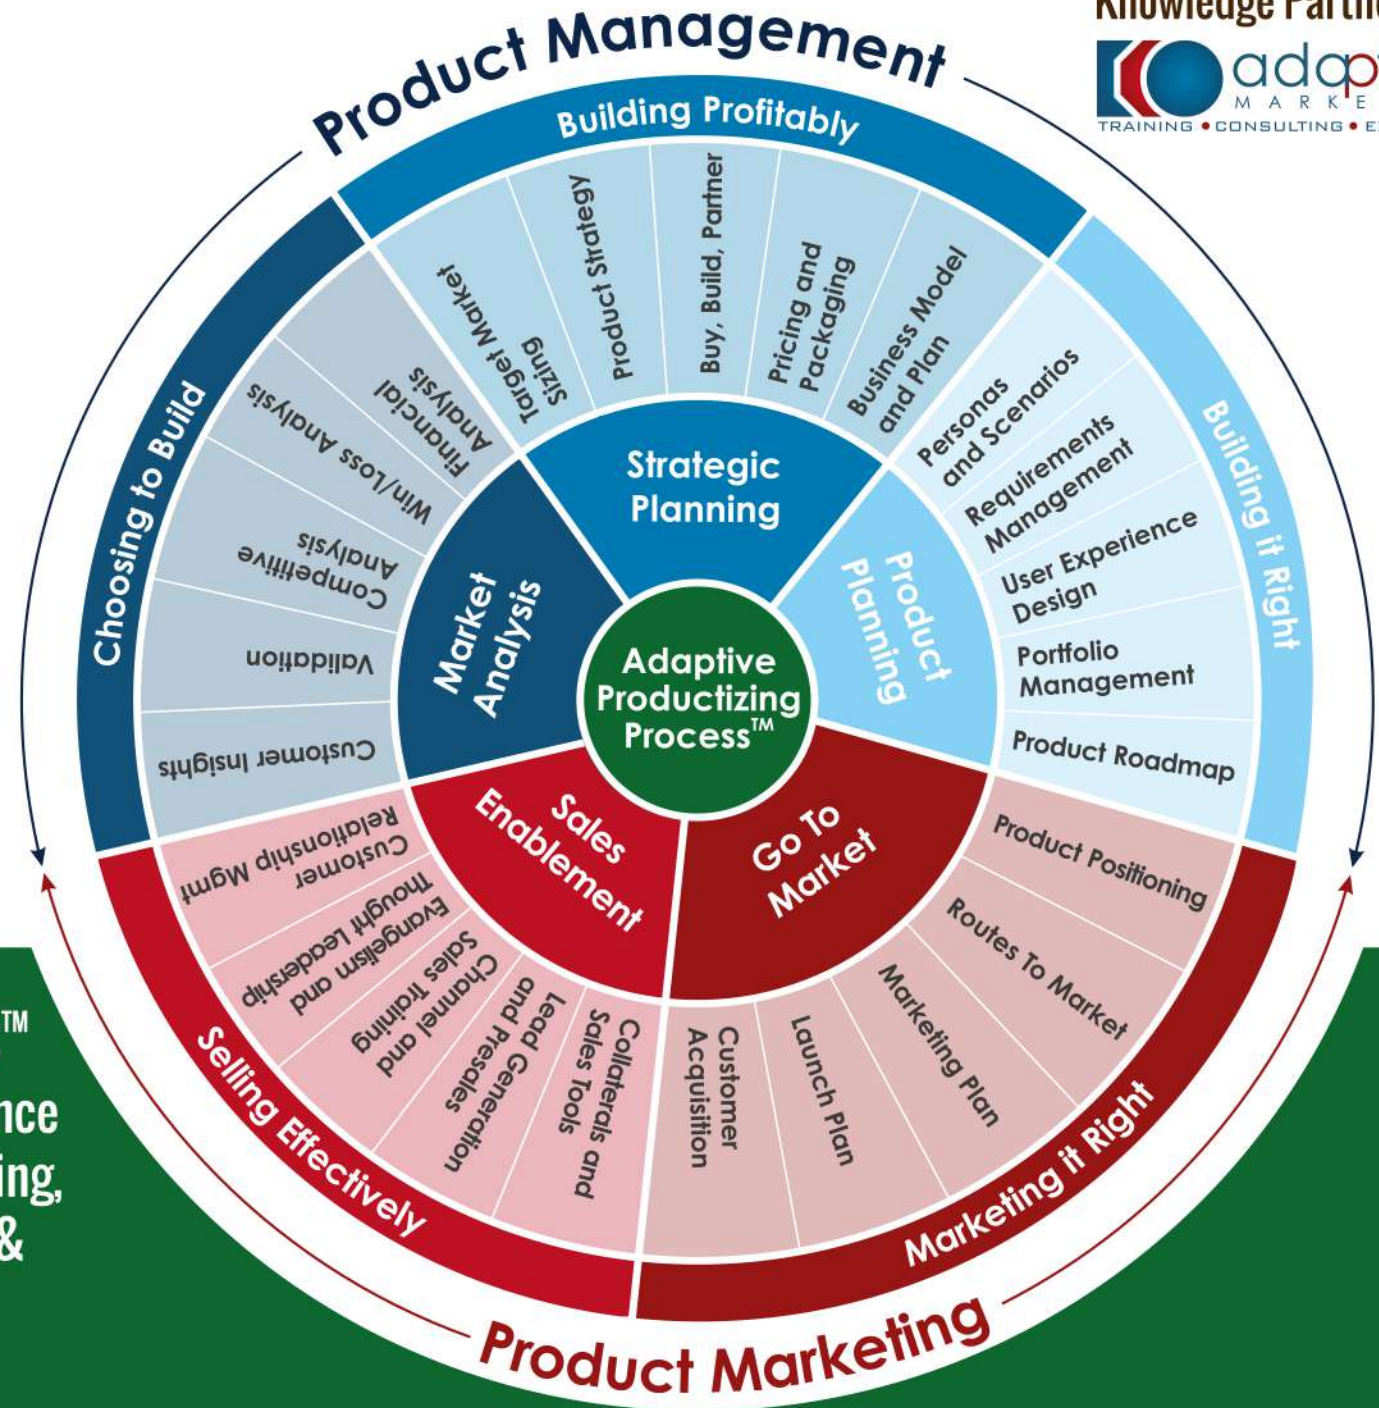 Product Management
Knowledge
TRAINING • CONSULTING •
Building Profitably
Target Market
Sizing
Product Strategy
Buy, Build, Partner
Pricing and
Packaging
Business Model
and Plan
Strategic
Planning
Building it Right
Personas
and Scenarios
Requirements
Management
User Experience
Design
Portfolio
Management
Product Roadmap
Product
Planning
Choosing to Build
Financial
Analysis
Win/Loss Analysis
Competitive
Analysis
Validation
Customer Insights
Market
Analysis
Adaptive
Productizing
Process™
Sales
Enablement
Customer
Relationship Mgmt
Evangelism and
Thought Leadership
Channel and
Sales Training
Lead Generation
and Presales
Collaterals and
Sales Tools
Selling Effectively
Go To
Market
Product Positioning
Routes To Market
Marketing Plan
Launch Plan
Customer
Acquisition
Marketing it Right
Product Marketing
™
&